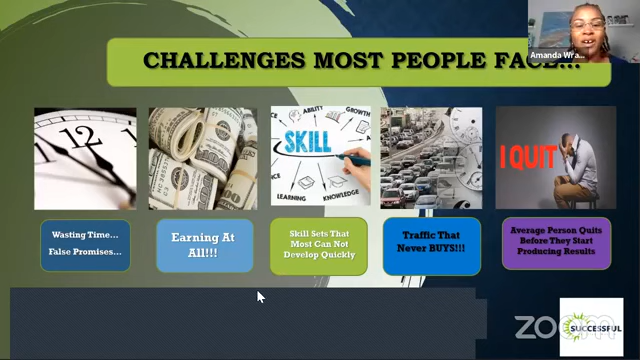 CHALLENGES MOST PEOPLE FACE...
Amanda Wra...
12
ABILITY
GROWTH
SKILL
LEARNING
KNOWLEDGE
I QUIT
Wasting Time...
False Promises...
Earning At
All!!!
Skill Sets That
Most Can Not
Develop Quickly
Traffic That
Never BUYS!!!
Average Person Quits
Before They Start
Producing Results
zoom
SUCCESSFUL